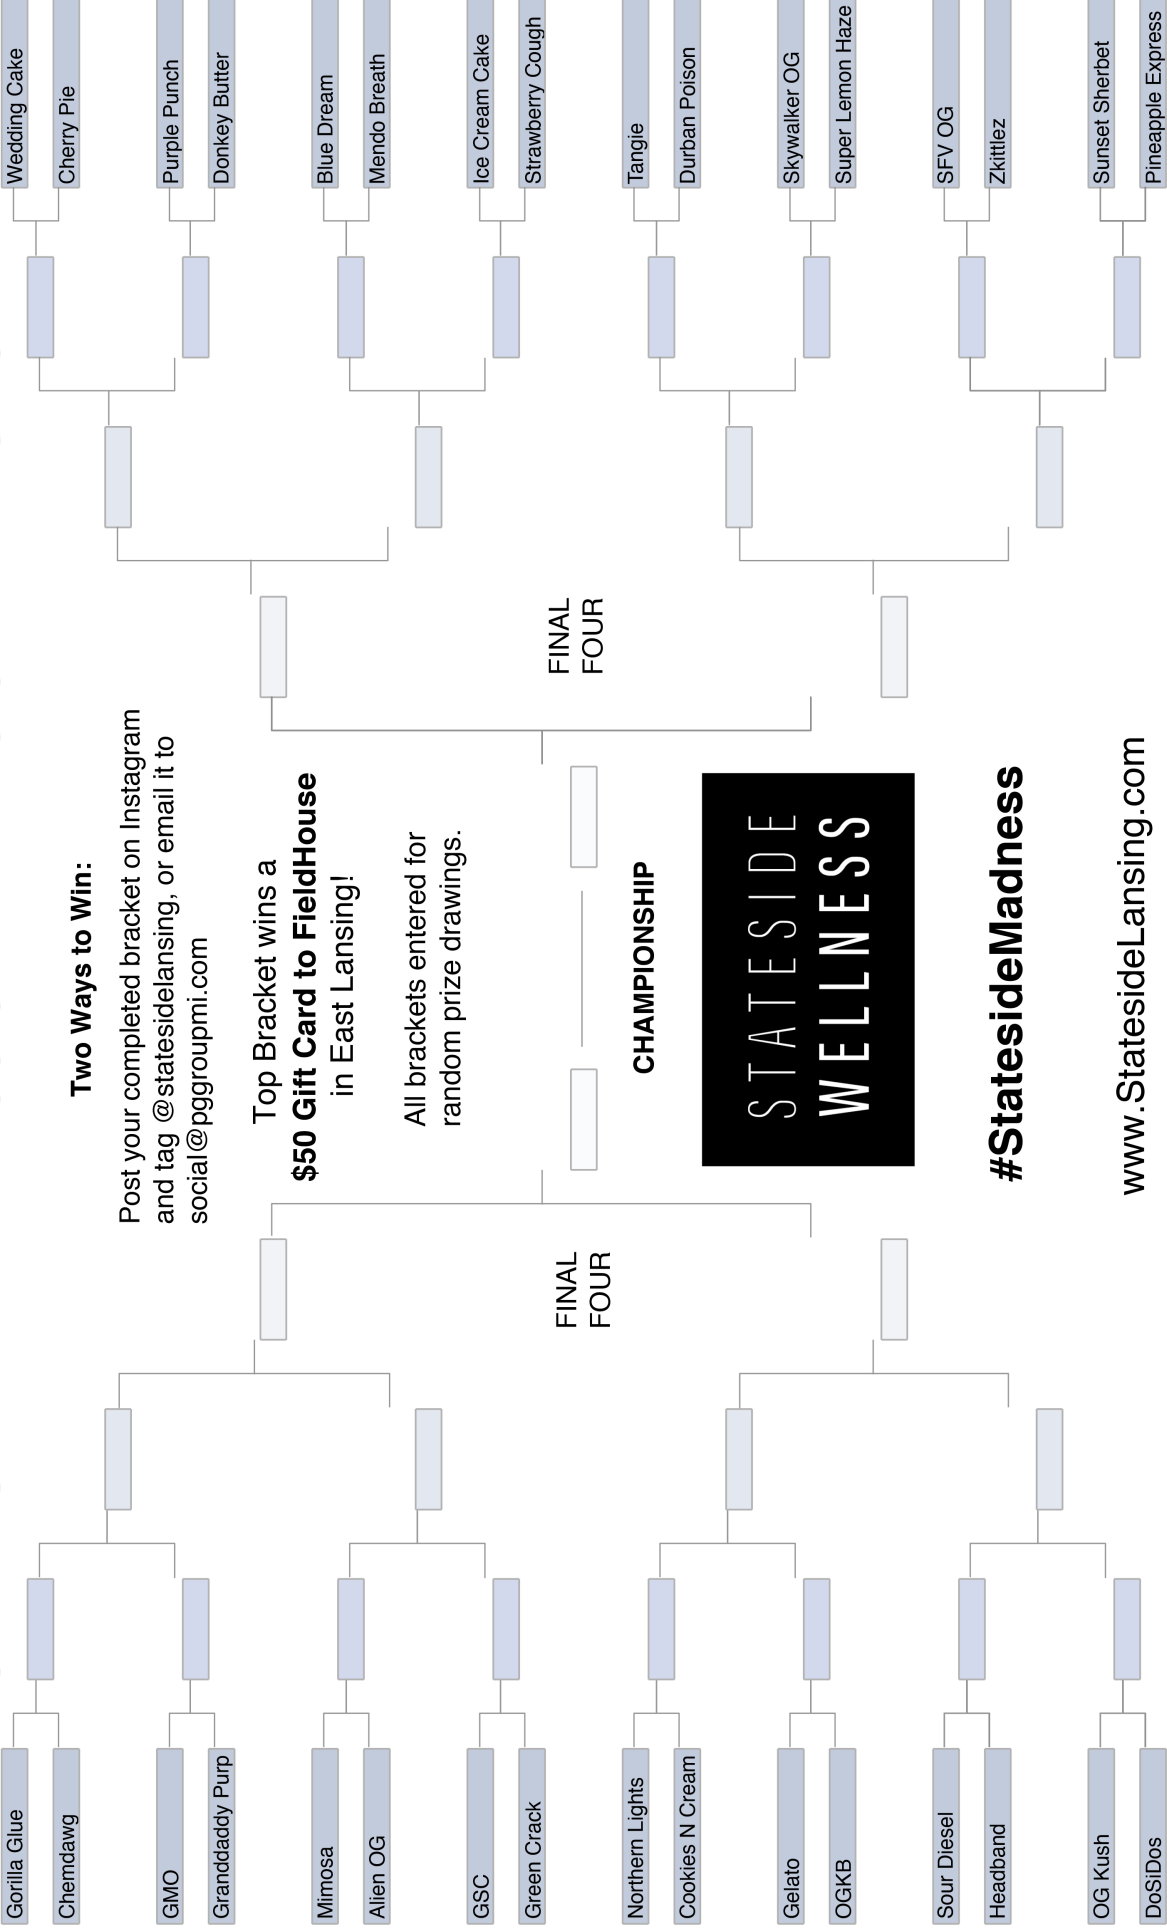 Gorilla Glue
Chemdawg
GMO
Granddaddy Purp
Mimosa
Alien OG
GSC
Green Crack
Northern Lights
Cookies N Cream
Gelato
OGKB
Sour Diesel
Headband
OG Kush
DoSiDos
FINAL
FOUR
Two Ways to Win:
Post your completed bracket on Instagram
and tag @statesidelansing, or email it to
social@pggroupmi.com
Top Bracket wins a
$50 Gift Card to FieldHouse
in East Lansing!
All brackets entered for
random prize drawings.
CHAMPIONSHIP
STATESIDE
WELLNESS
#StatesideMadness
www.StatesideLansing.com
FINAL
FOUR
Wedding Cake
Cherry Pie
Purple Punch
Donkey Butter
Blue Dream
Mendo Breath
Ice Cream Cake
Strawberry Cough
Tangie
Durban Poison
Skywalker OG
Super Lemon Haze
SFV OG
Zkittlez
Sunset Sherbet
Pineapple Express